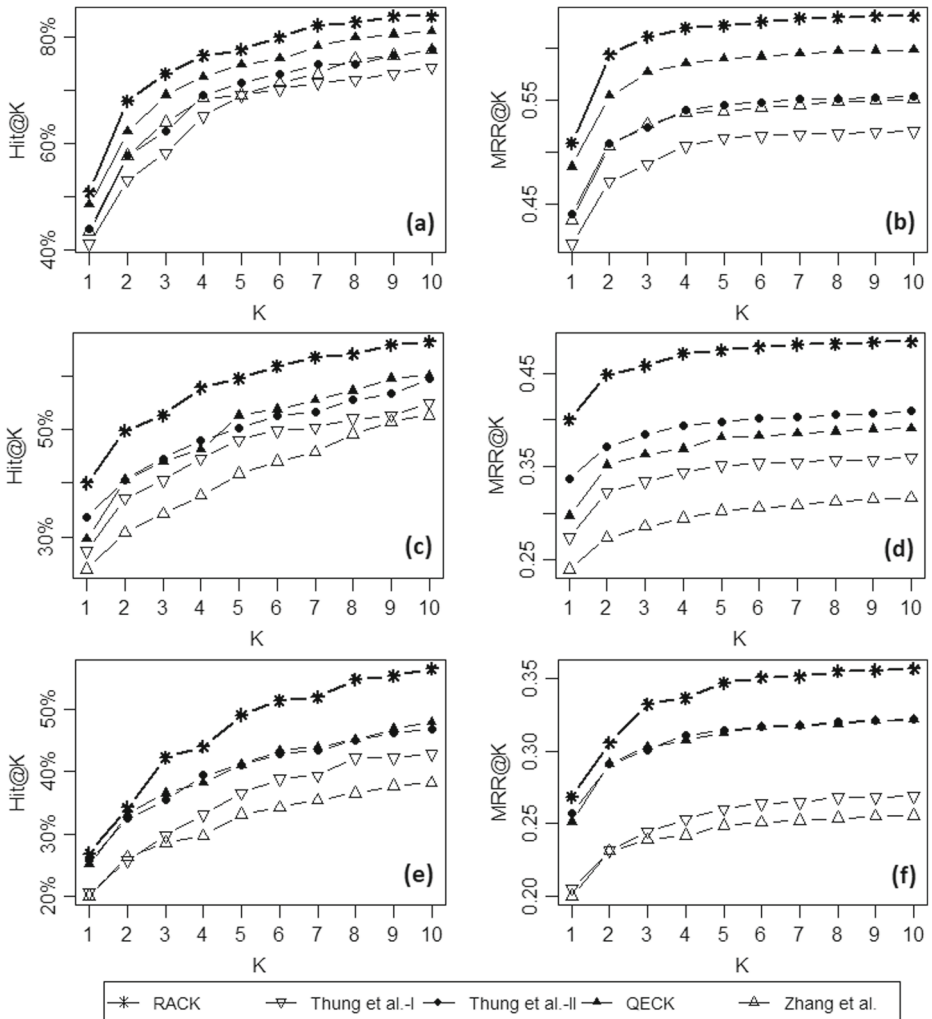 Hit@K
80%
60%
40%
(a)
1 2 3 4 5 6 7 8 9 10
K
MRR@K
0.55
0.45
(b)
1 2 3 4 5 6 7 8 9 10
K
Hit@K
50%
30%
(c)
1 2 3 4 5 6 7 8 9 10
K
MRR@K
0.45
0.35
0.25
(d)
1 2 3 4 5 6 7 8 9 10
K
Hit@K
50%
40%
30%
20%
(e)
1 2 3 4 5 6 7 8 9 10
K
MRR@K
0.35
0.30
0.25
0.20
(f)
1 2 3 4 5 6 7 8 9 10
K
RACK Thung et al.-I Thung et al.-II QECK Zhang et al.